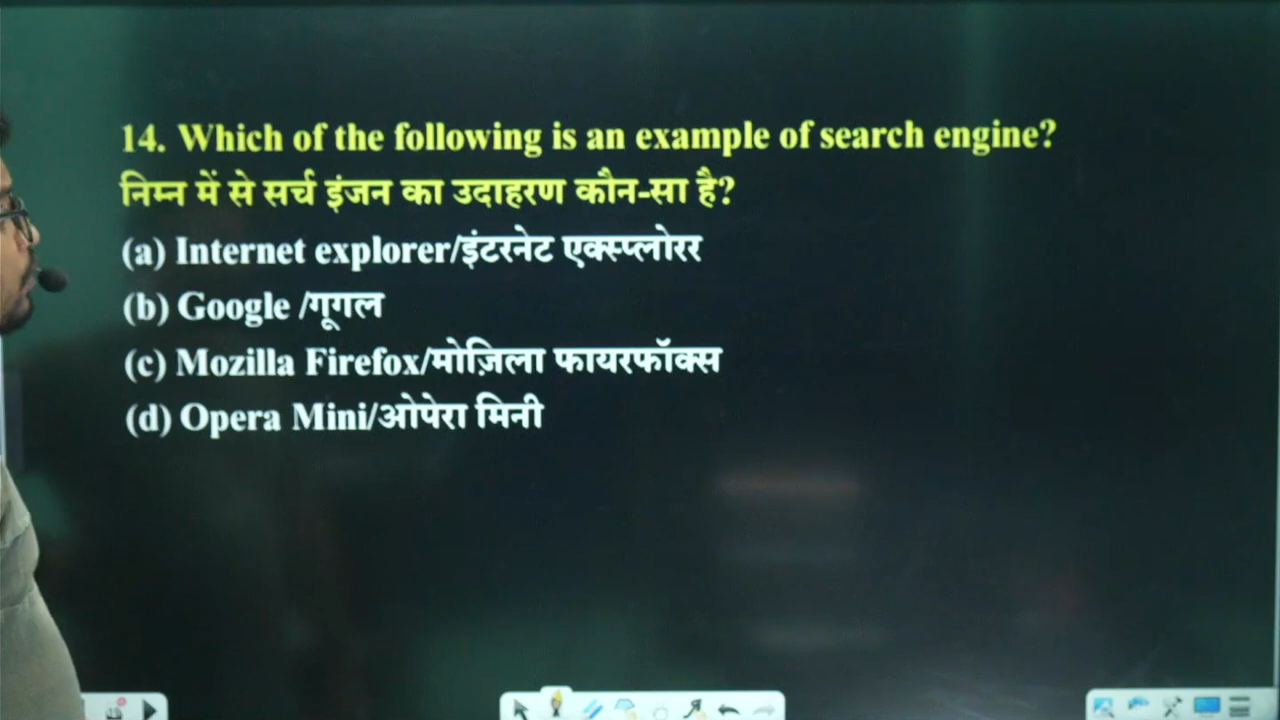 14. Which of the following is an example of search engine?
निम्न में से सर्च इंजन का उदाहरण कौन-सा है?
(a) Internet explorer/इंटरनेट एक्स्प्लोरर
(b) Google /गूगल
(c) Mozilla Firefox/मोज़िला फायरफॉक्स
(d) Opera Mini/ओपेरा मिनी